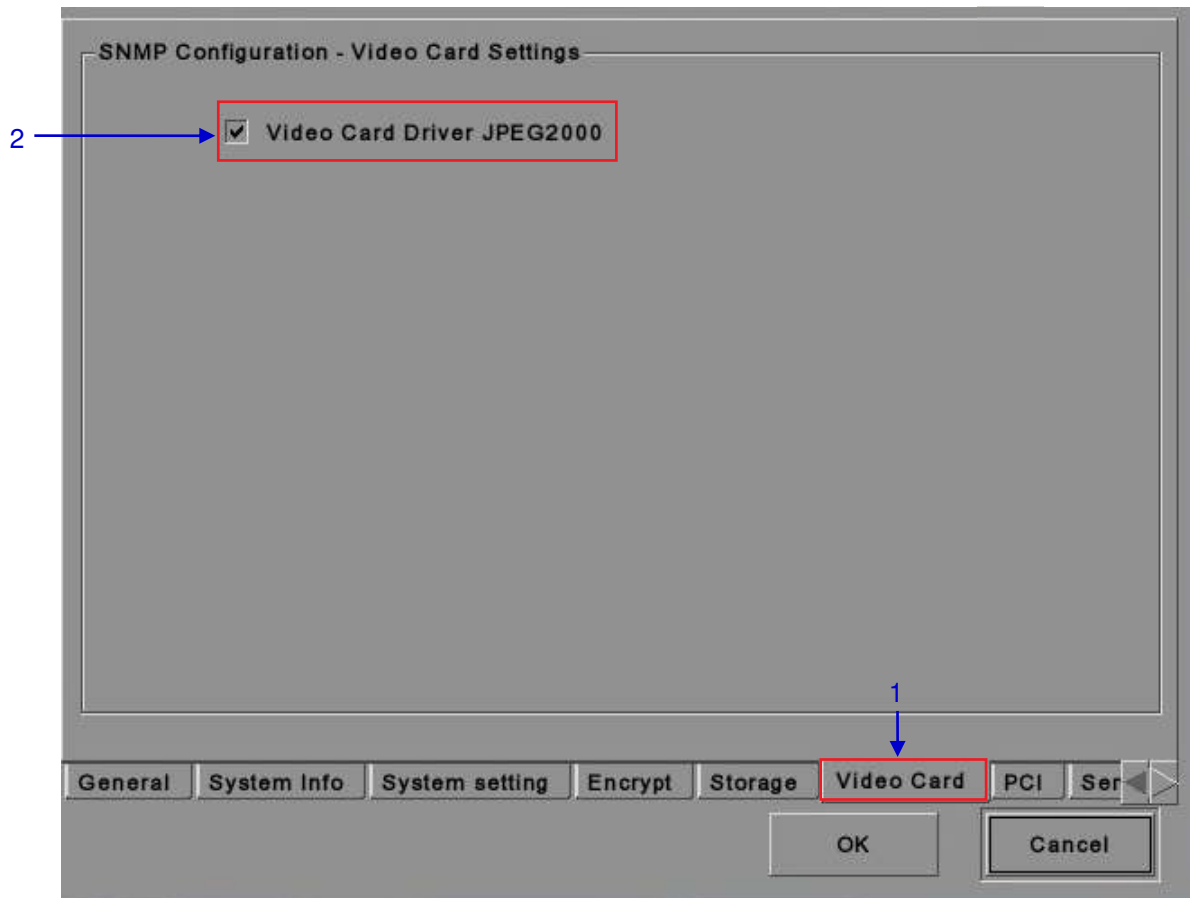 SNMP Configuration - Video Card Settings
2
Video Card Driver JPEG2000
1
General System Info System setting Encrypt Storage Video Card PCI Ser
OK Cancel